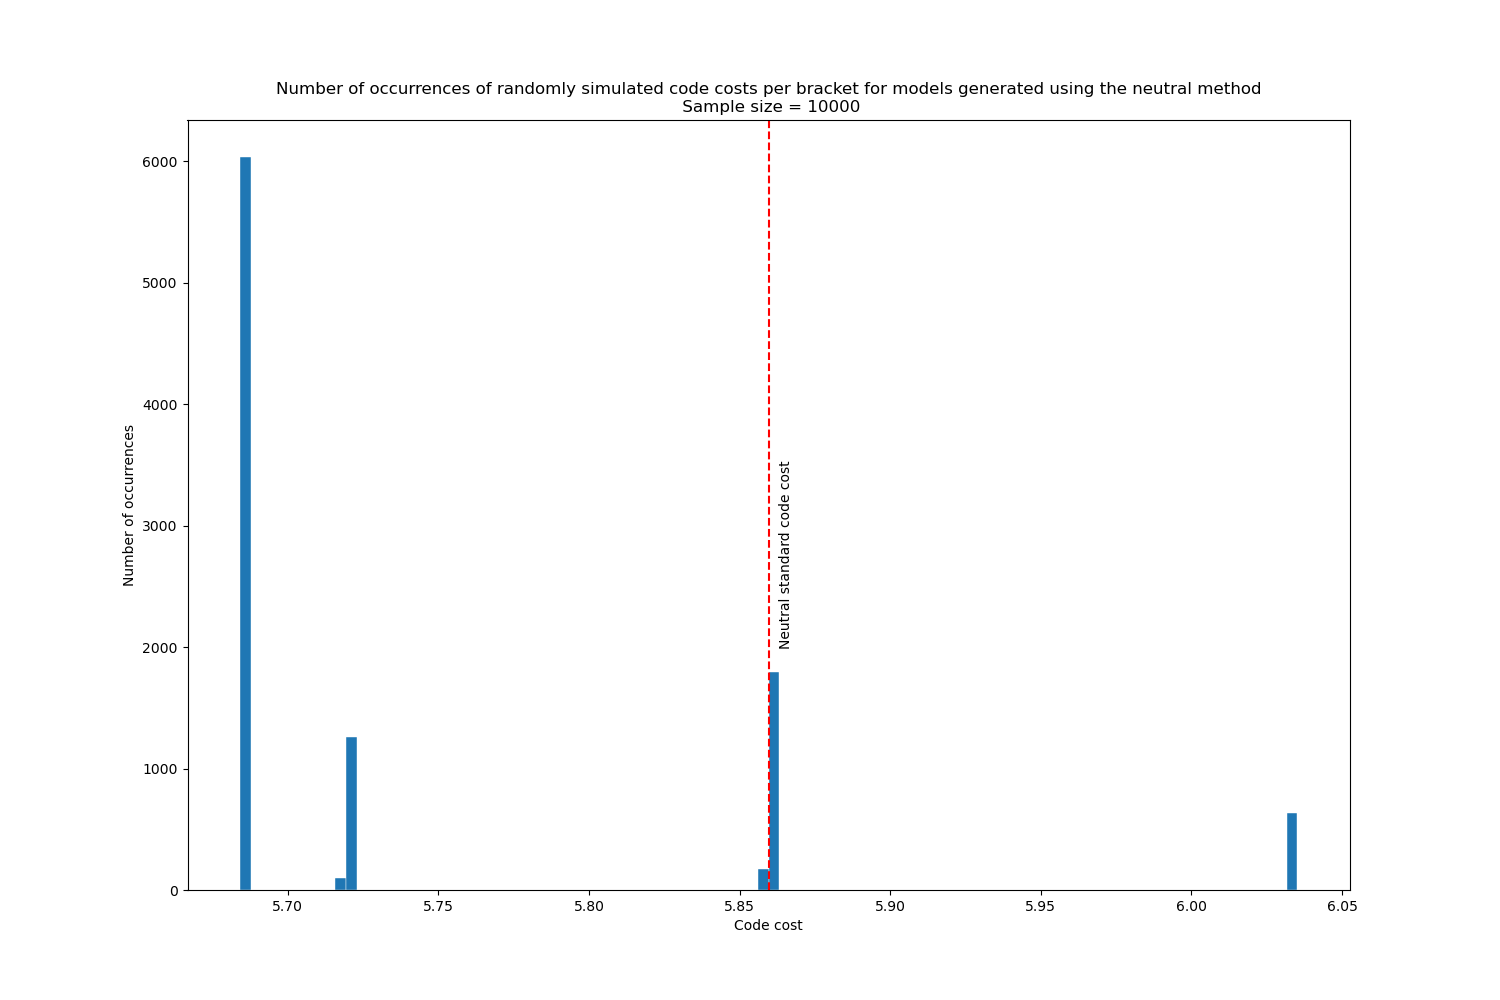 Number of occurrences of randomly simulated code costs per bracket for models generated using the neutral method
Sample size = 10000
6000
5000
4000
3000
2000
1000
0
Number of occurrences
Neutral standard code cost
5.70 5.75 5.80 5.85 5.90 5.95 6.00 6.05
Code cost